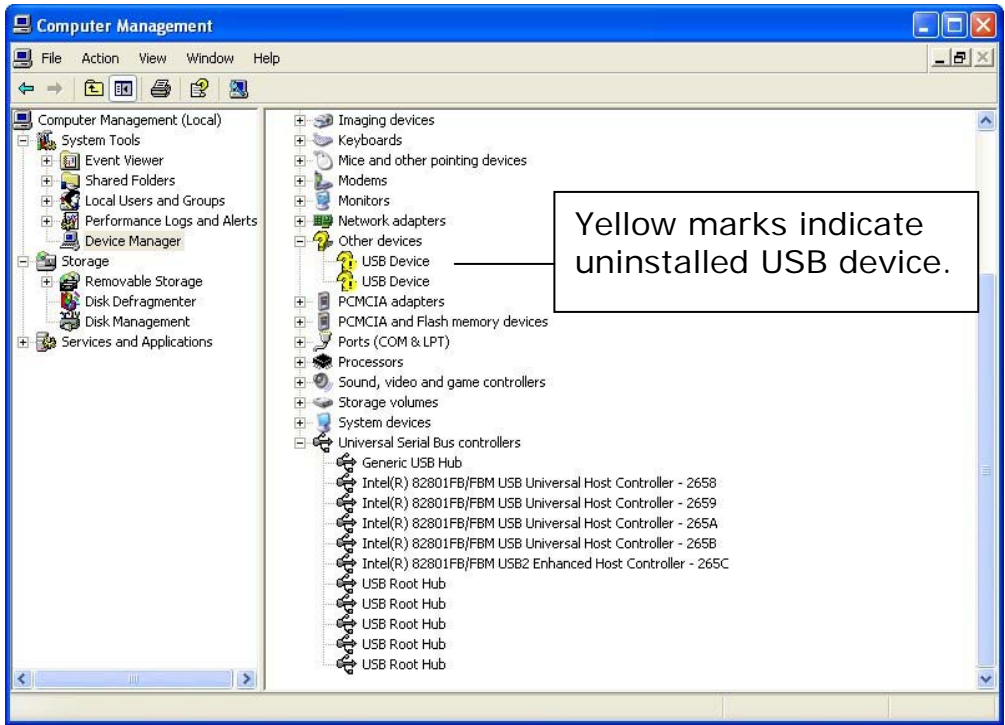 Computer Management
File Action View Window Help
Computer Management (Local)
System Tools
Event Viewer
Shared Folders
Local Users and Groups
Performance Logs and Alerts
Device Manager
Storage
Removable Storage
Disk Defragmenter
Disk Management
Services and Applications
Imaging devices
Keyboards
Mice and other pointing devices
Modems
Monitors
Network adapters
Other devices
USB Device
USB Device
PCMCIA adapters
PCMCIA and Flash memory devices
Ports (COM & LPT)
Processors
Sound, video and game controllers
Storage volumes
System devices
Universal Serial Bus controllers
Generic USB Hub
Intel(R) 82801FB/FBM USB Universal Host Controller - 2658
Intel(R) 82801FB/FBM USB Universal Host Controller - 2659
Intel(R) 82801FB/FBM USB Universal Host Controller - 265A
Intel(R) 82801FB/FBM USB Universal Host Controller - 265B
Intel(R) 82801FB/FBM USB2 Enhanced Host Controller - 265C
USB Root Hub
USB Root Hub
USB Root Hub
USB Root Hub
USB Root Hub
Yellow marks indicate
uninstalled USB device.